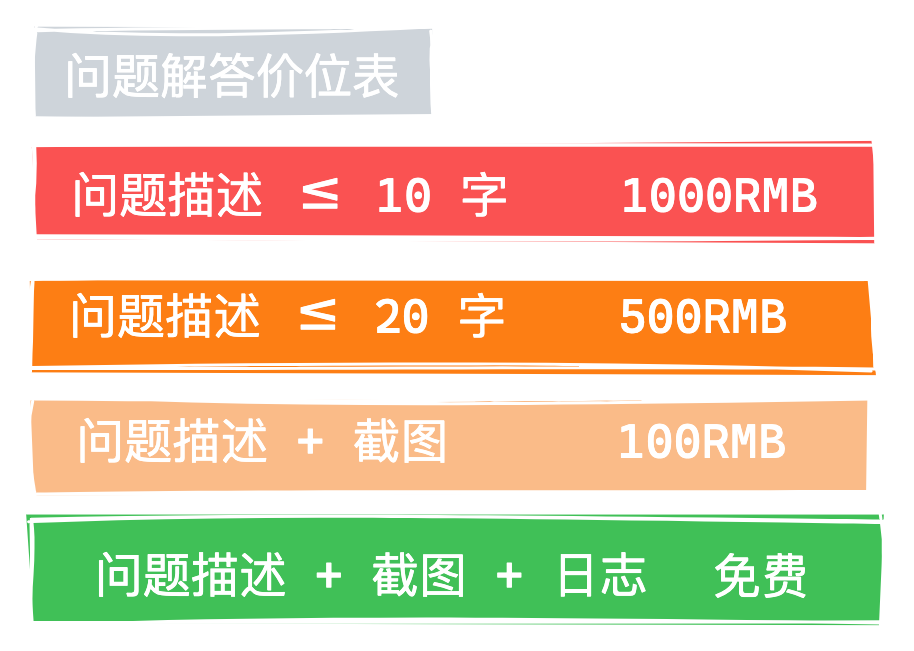 问题解答价位表
问题描述 ≤ 10 字 1000RMB
问题描述 ≤ 20 字 500RMB
问题描述 + 截图 100RMB
问题描述 + 截图 + 日志 免费